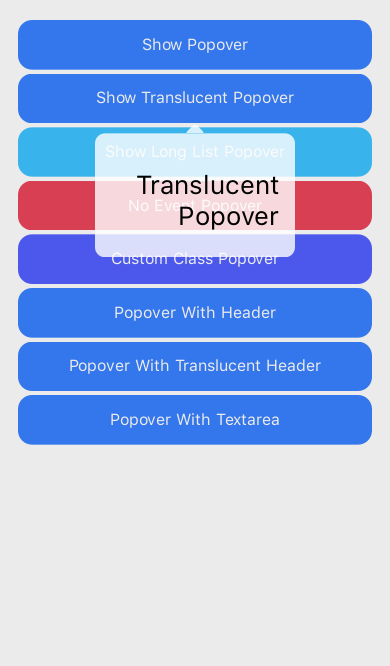 Show Popover
Show Translucent Popover
Show Long List Popover
Translucent
Popover
No Event Popover
Custom Class Popover
Popover With Header
Popover With Translucent Header
Popover With Textarea